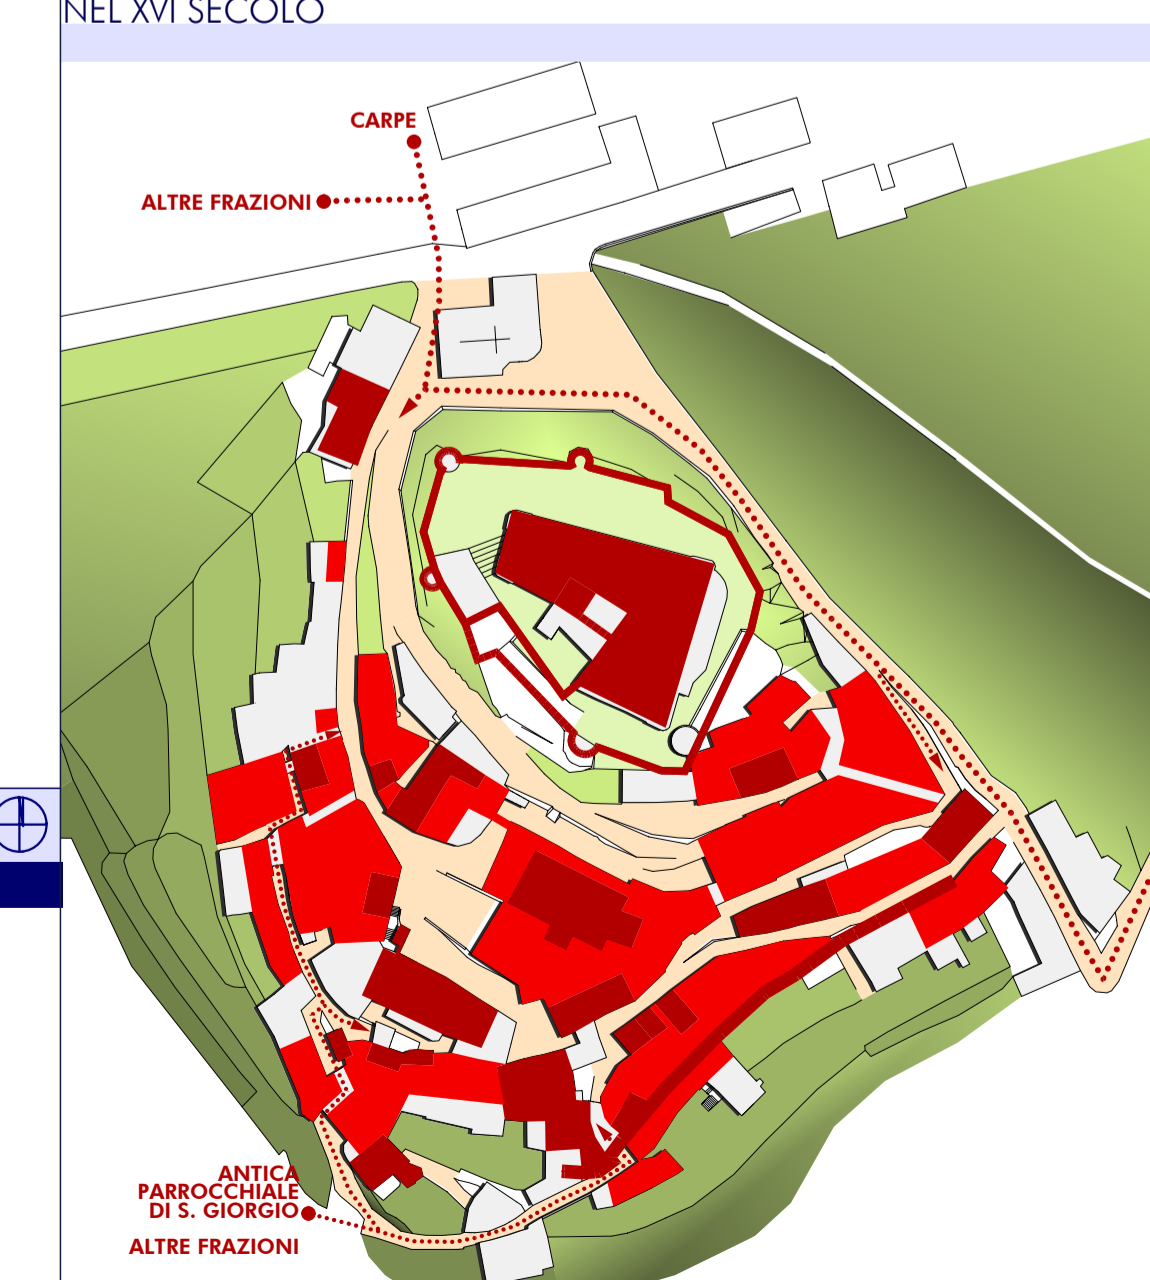 NEL XVI SECOLO
CARPE
ALTRE FRAZIONI
ANTICA
PARROCCHIALE
DI S. GIORGIO
ALTRE FRAZIONI